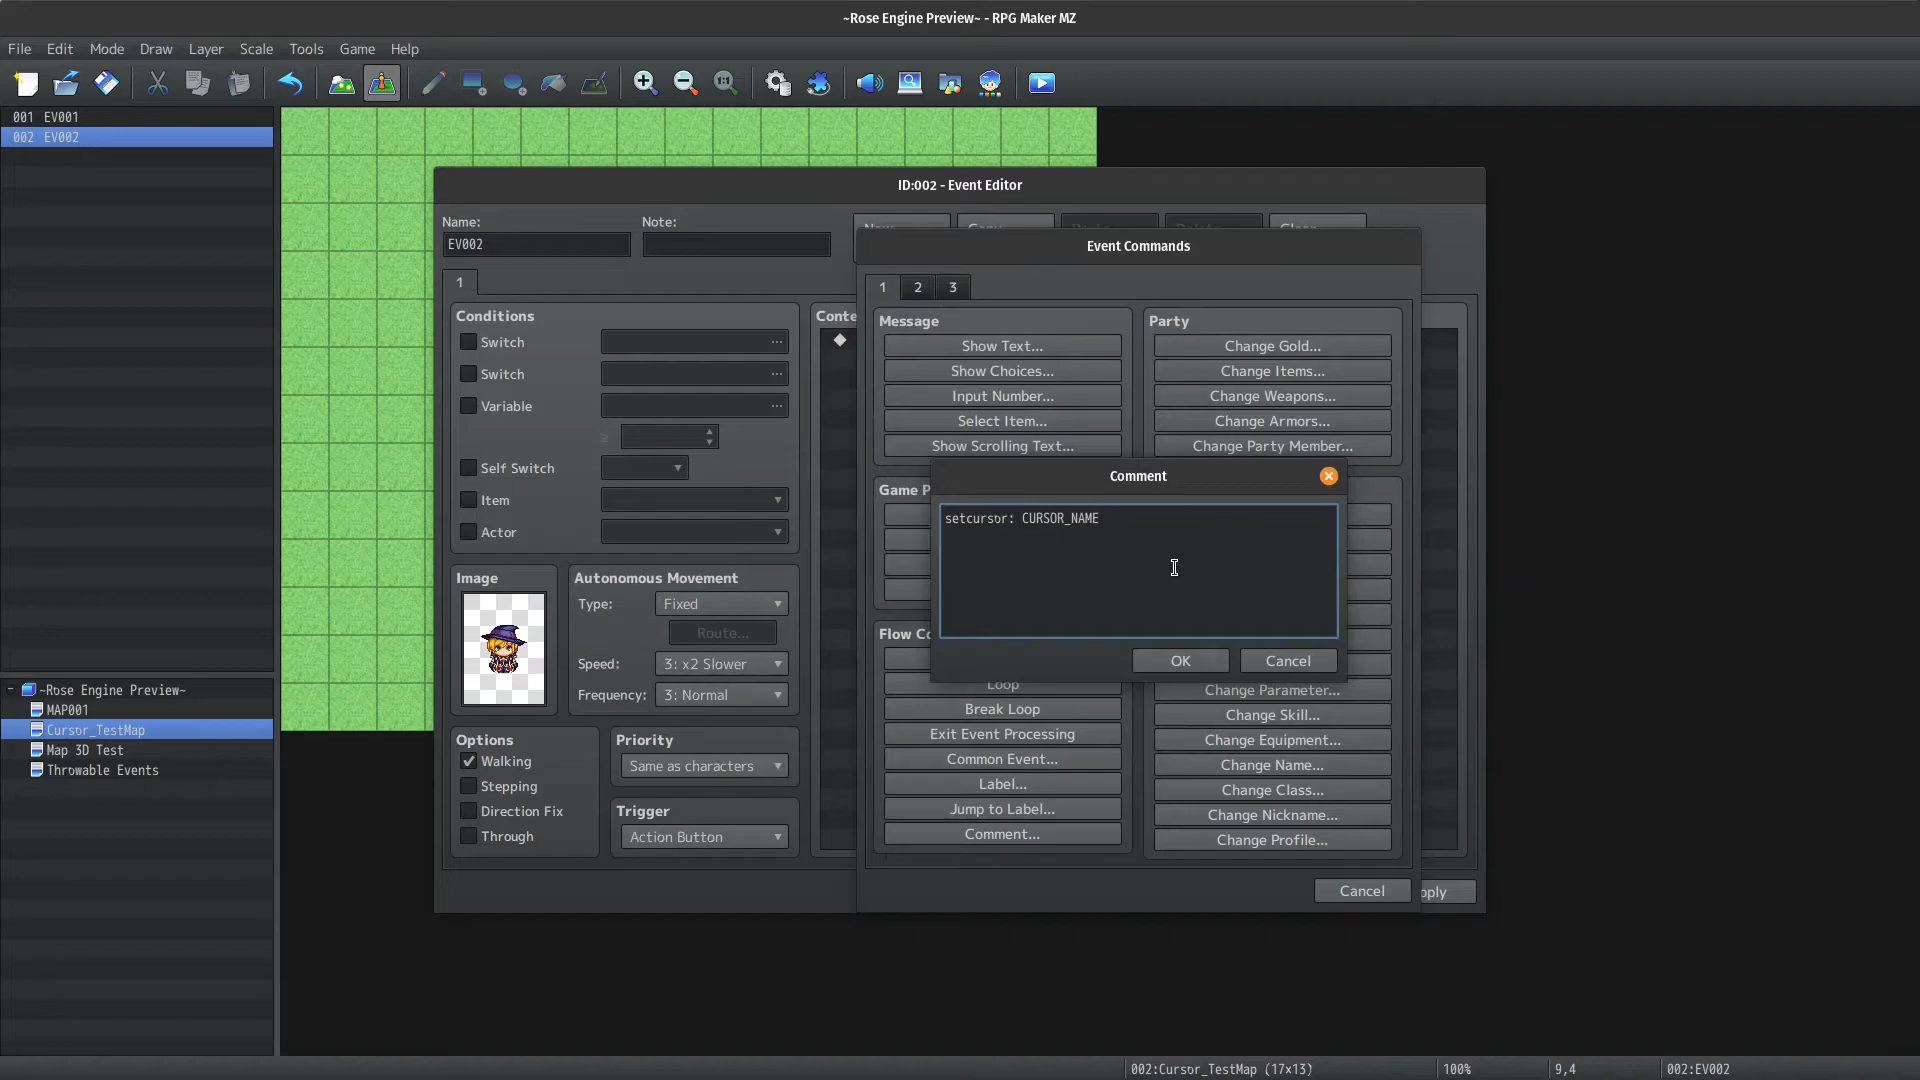 ~Rose Engine Preview~ - RPG Maker MZ
File Edit Mode Draw Layer Scale Tools Game Help
1:1
001 EV001
002 EV002
ID:002 - Event Editor
Name: Note:
EV002
Event Commands
1
1 2 3
Conditions
Switch
Switch
Variable
≥
Self Switch
Item
Actor
Conte
Message
Show Text...
Show Choices...
Input Number...
Select Item...
Show Scrolling Text...
Party
Change Gold...
Change Items...
Change Weapons...
Change Armors...
Change Party Member...
Game P
Comment
setcursor: CURSOR_NAME
OK Cancel
Flow Co
Loop
Break Loop
Exit Event Processing
Common Event...
Label...
Jump to Label...
Comment...
Change Parameter...
Change Skill...
Change Equipment...
Change Name...
Change Class...
Change Nickname...
Change Profile...
Image
Autonomous Movement
Type: Fixed
Route...
Speed: 3: x2 Slower
Frequency: 3: Normal
Options
Walking
Stepping
Direction Fix
Through
Priority
Same as characters
Trigger
Action Button
Cancel
pply
~Rose Engine Preview~
MAP001
Cursor_TestMap
Map 3D Test
Throwable Events
002:Cursor_TestMap (17×13) 100% 9,4 002:EV002